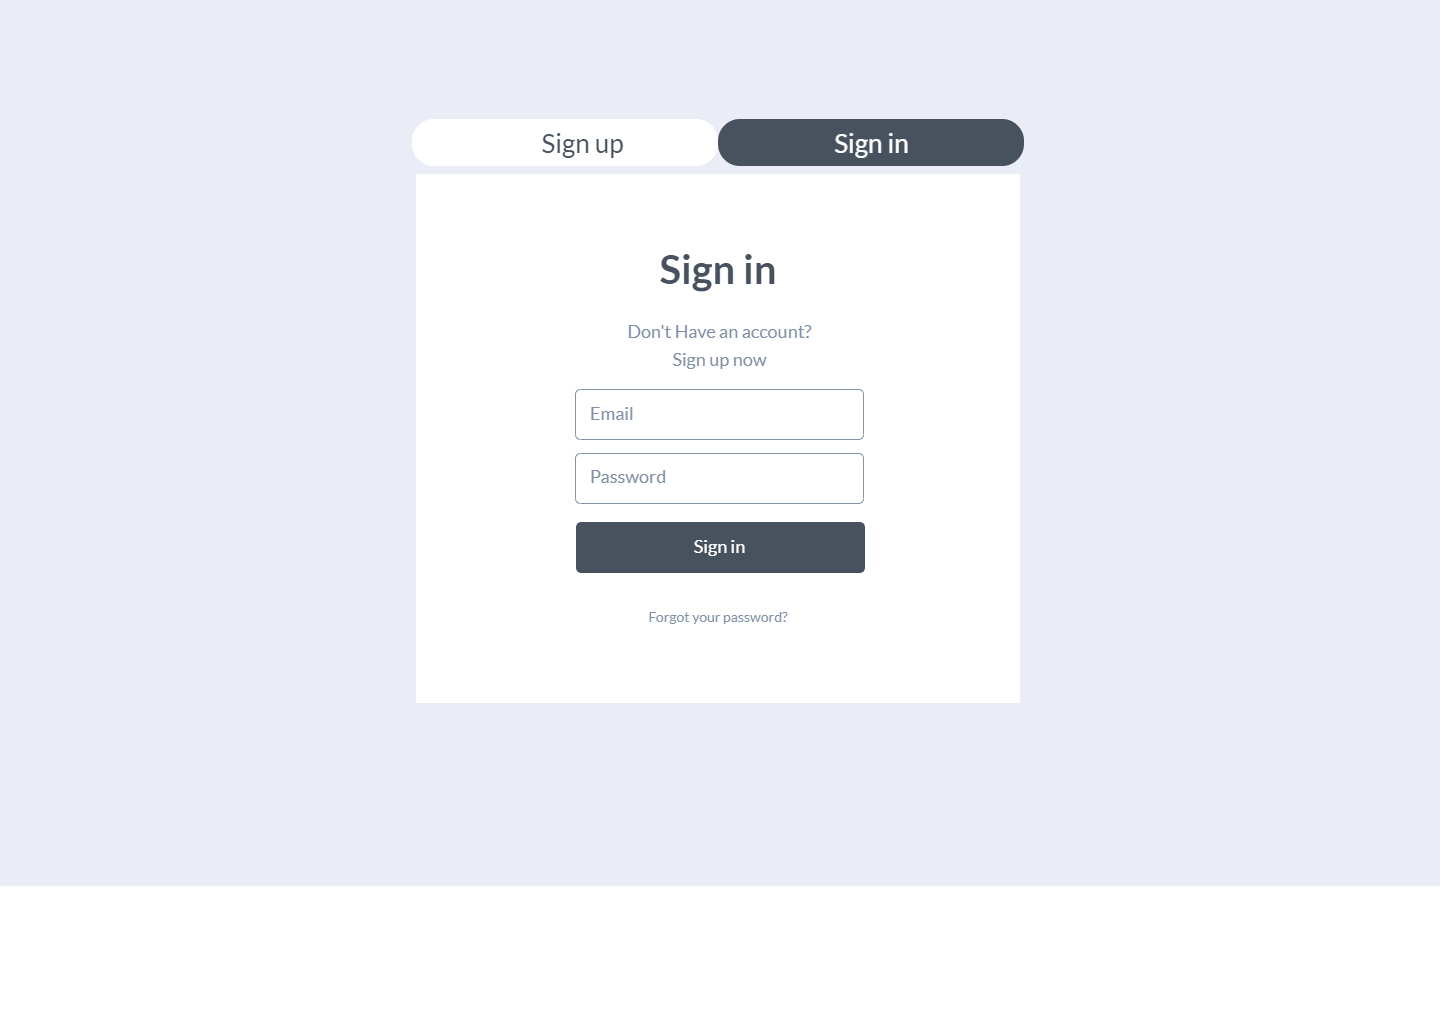 Sign up
Sign in
Sign in
Don't Have an account?
Sign up now
Email
Password
Sign in
Forgot your password?